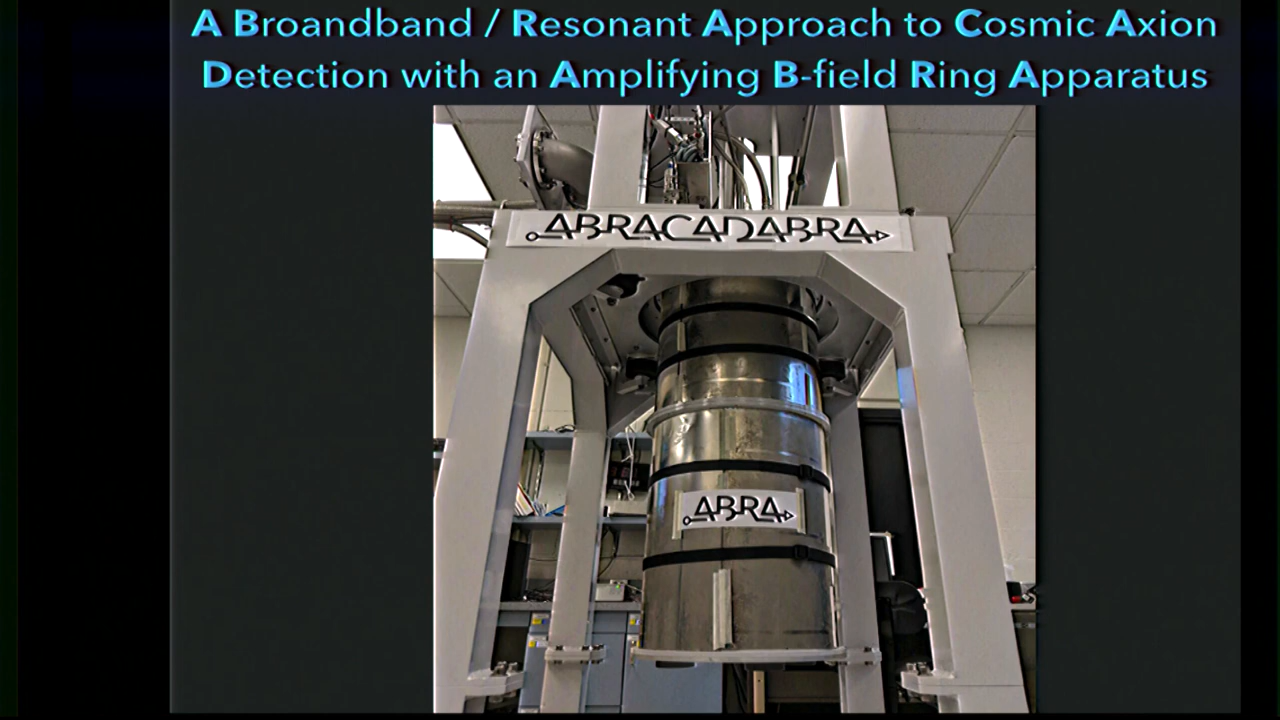 A Broandband / Resonant Approach to Cosmic Axion
Detection with an Amplifying B-field Ring Apparatus
ABRACADABRA
ABRA